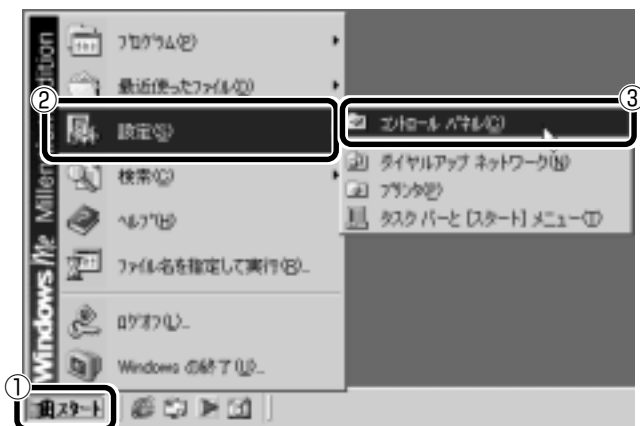 Windows Me Millennium Edition
プログラム(P)
最近使ったファイル(D)
②
設定(S)
検索(C)
ヘルプ(H)
ファイル名を指定して実行(R)...
ログオフ(L)...
Windows の終了(U)...
③
コントロール パネル(C)
ダイヤルアップ ネットワーク(N)
プリンタ(P)
タスク バーと [スタート] メニュー(T)
①
スタート